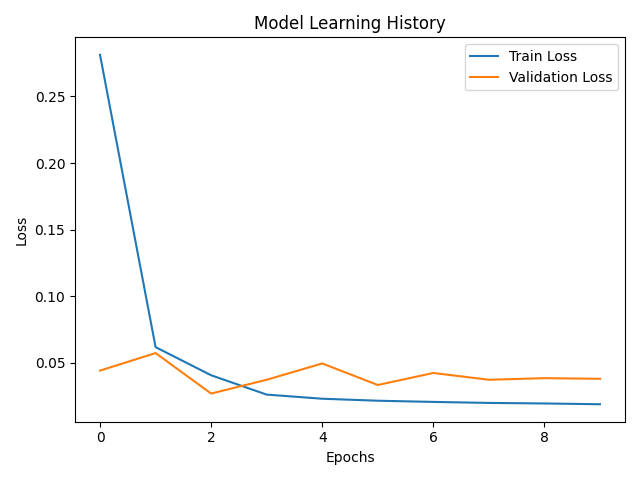 Model Learning History
Train Loss
Validation Loss
Loss
0.25
0.20
0.15
0.10
0.05
0 2 4 6 8
Epochs